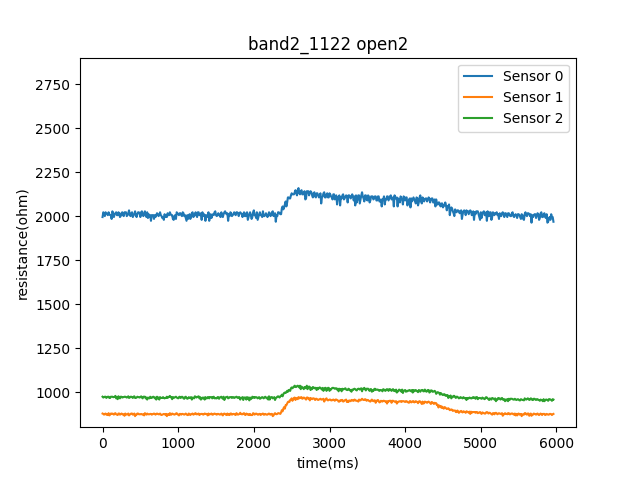 band2_1122 open2
Sensor 0
Sensor 1
Sensor 2
resistance(ohm)
2750
2500
2250
2000
1750
1500
1250
1000
0 1000 2000 3000 4000 5000 6000
time(ms)